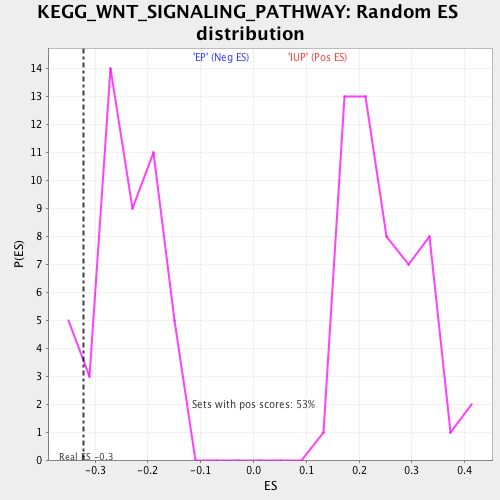 KEGG_WNT_SIGNALING_PATHWAY: Random ES
distribution
'EP' (Neg ES)
'IUP' (Pos ES)
14
13
12
11
10
9
8
7
6
5
4
3
2
1
0
P(ES)
Sets with pos scores: 53%
Real ES -0.3
-0.3
-0.2
-0.1
0.0
0.1
0.2
0.3
0.4
ES